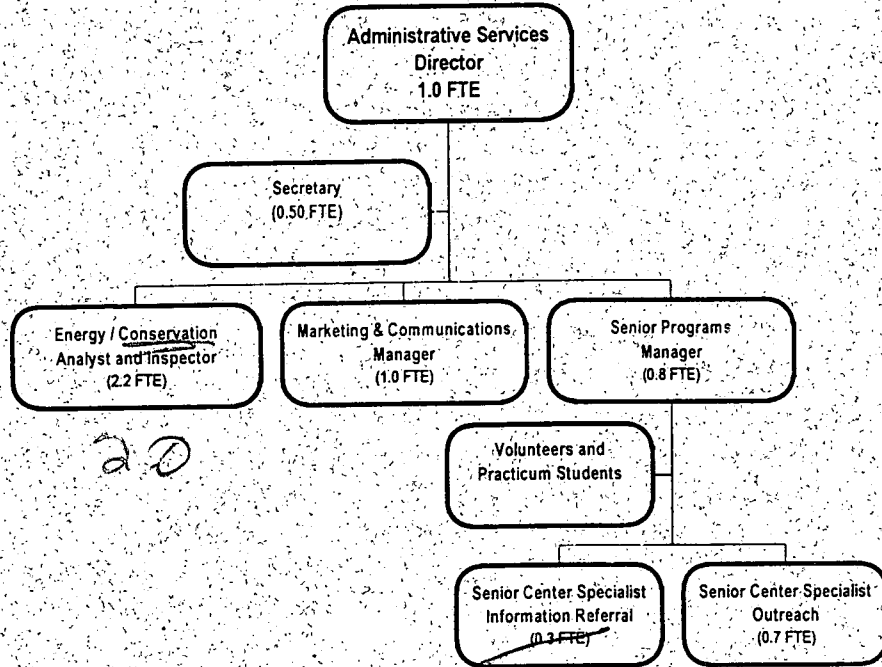 Administrative Services
Director
1.0 FTE
Secretary
(0.50 FTE)
Energy / Conservation
Analyst and Inspector
(2.2 FTE)
Marketing & Communications
Manager
(1.0 FTE)
Senior Programs
Manager
(0.8 FTE)
20
Volunteers and
Practicum Students
Senior Center Specialist
Information Referral
(0.3 FTE)
Senior Center Specialist
Outreach
(0.7 FTE)